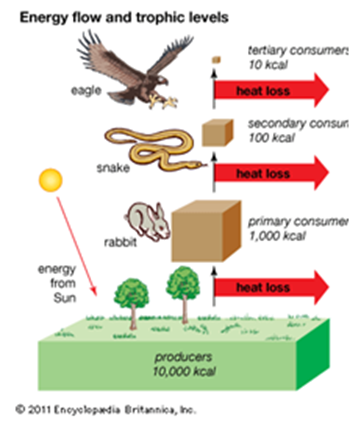 Energy flow and trophic levels
tertiary consumers
10 kcal
eagle
heat loss
secondary consum
100 kcal
snake
heat loss
primary consumer
1,000 kcal
rabbit
energy
from
Sun
heat loss
producers
10,000 kcal
© 2011 Encyclopædia Britannica, Inc.